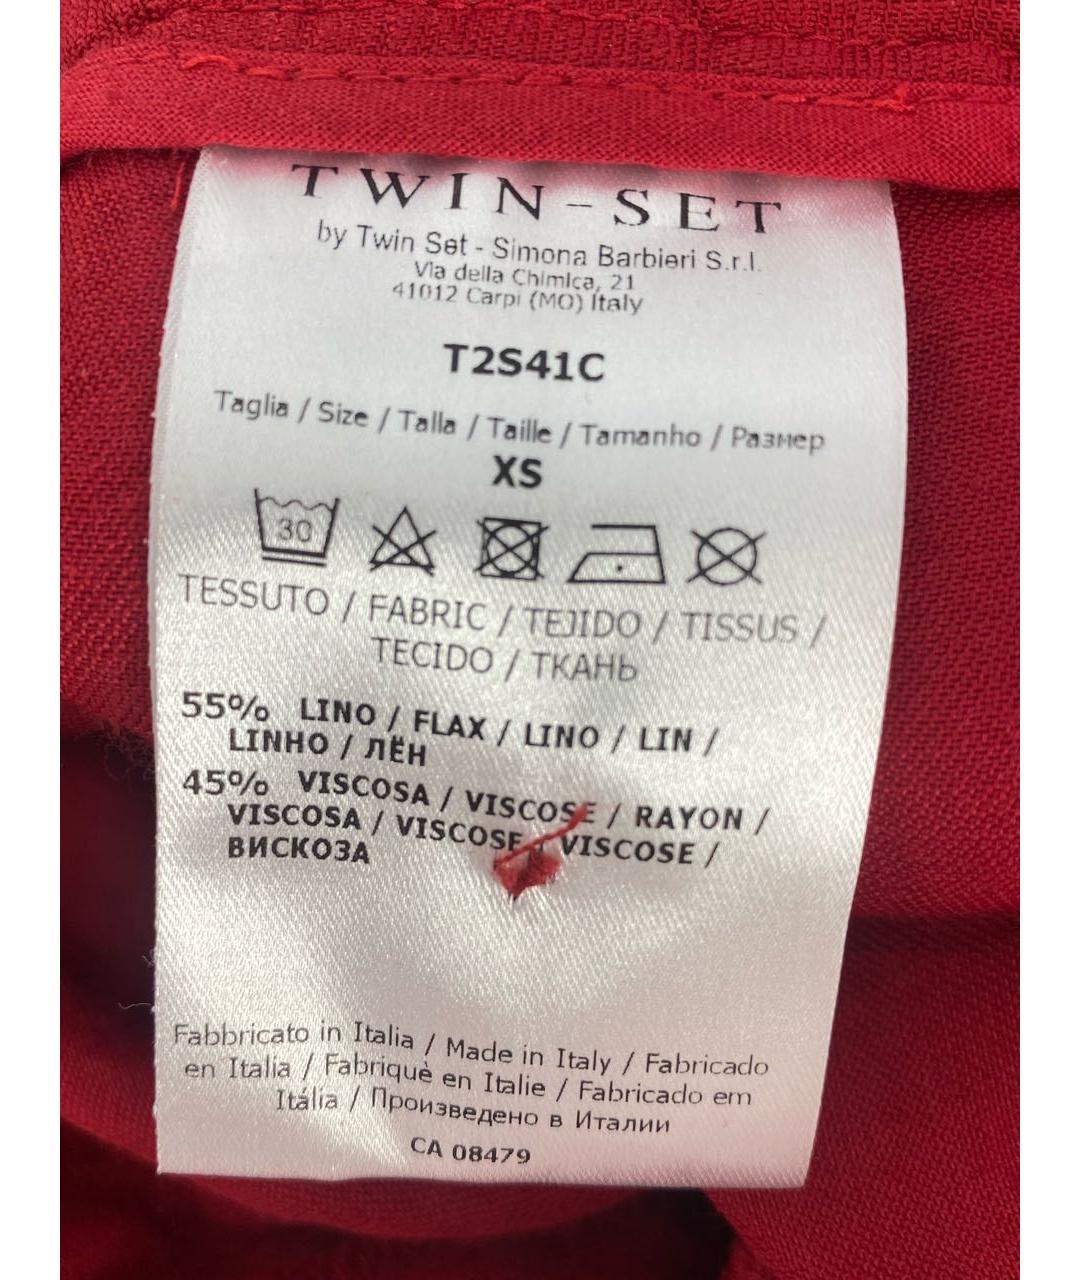 TWIN-SET
by Twin Set - Simona Barbieri S.r.l.
Via della Chimica, 21
41012 Carpi (MO) Italy
T2S41C
Taglia / Size / Talla / Taille / Tamanho / Размер
XS
30
TESSUTO / FABRIC / TEJIDO / TISSUS /
TECIDO / ТКАНЬ
55% LINO / FLAX / LINO / LIN /
LINHO / ЛЁН
45% VISCOSA / VISCOSE / RAYON /
VISCOSA / VISCOSE / VISCOSE /
ВИСКОЗА
Fabbricato in Italia / Made in Italy / Fabricado
en Italia / Fabriquè en Italie / Fabricado em
Itália / Произведено в Италии
CA 08479